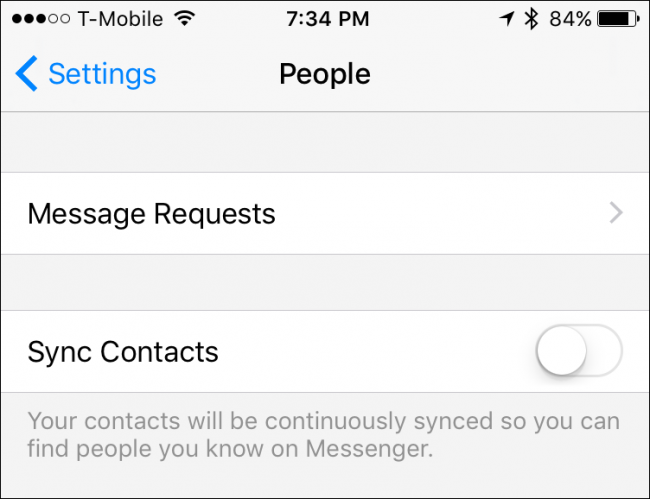 T-Mobile 7:34 PM 84%
Settings People
Message Requests
Sync Contacts
Your contacts will be continuously synced so you can
find people you know on Messenger.